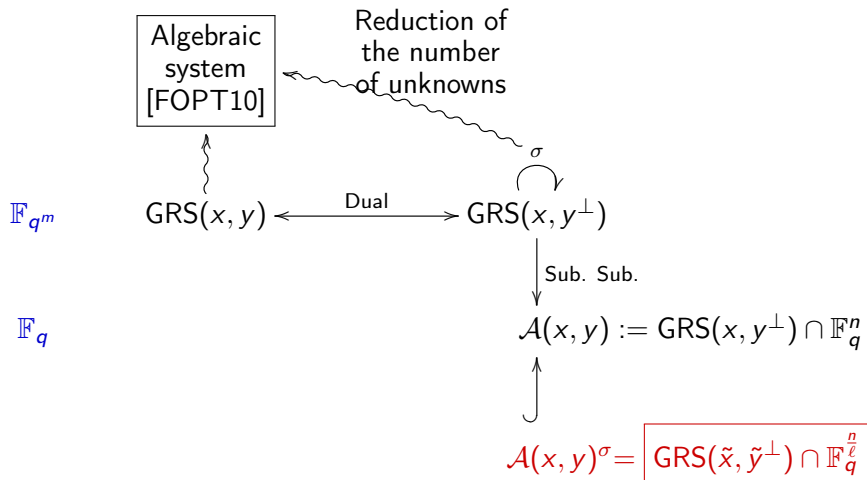 Algebraic
system
[FOPT10]
Reduction of
the number
of unknowns
σ
𝔽_{q^m} GRS(x, y) Dual GRS(x, y^⊥)
Sub. Sub.
𝔽_q 𝒜(x, y) := GRS(x, y^⊥) ∩ 𝔽_q^n
𝒜(x, y)^σ = GRS(x̃, ỹ^⊥) ∩ 𝔽_q^{n/ℓ}